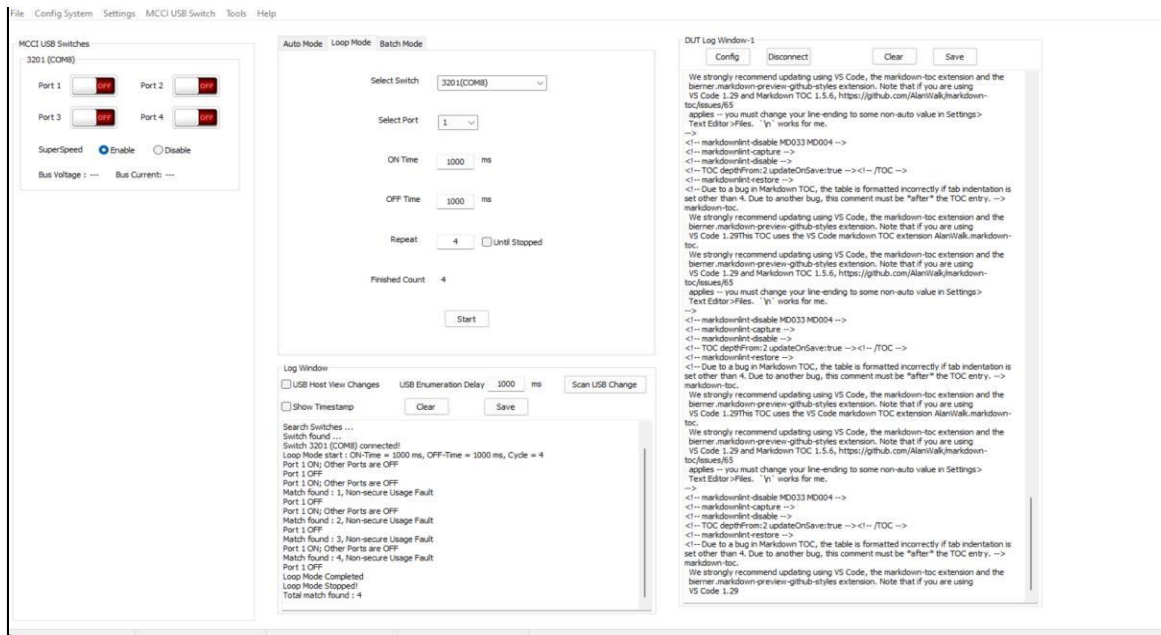 File Config System Settings MCCI USB Switch Tools Help
MCCI USB Switches
3201 (COM8)
Port 1 OFF Port 2 OFF
Port 3 OFF Port 4 OFF
SuperSpeed Enable Disable
Bus Voltage : --- Bus Current: ---
Auto Mode Loop Mode Batch Mode
Select Switch 3201(COM8)
Select Port 1
ON Time 1000 ms
OFF Time 1000 ms
Repeat 4 Until Stopped
Finished Count 4
Start
Log Window
USB Host View Changes USB Enumeration Delay 1000 ms Scan USB Change
Show Timestamp Clear Save
Search Switches ...
Switch found ...
Switch 3201 (COM8) connected!
Loop Mode start : ON-Time = 1000 ms, OFF-Time = 1000 ms, Cycle = 4
Port 1 ON; Other Ports are OFF
Port 1 OFF
Port 1 ON; Other Ports are OFF
Match found : 1, Non-secure Usage Fault
Port 1 OFF
Port 1 ON; Other Ports are OFF
Match found : 2, Non-secure Usage Fault
Port 1 OFF
Match found : 3, Non-secure Usage Fault
Port 1 ON; Other Ports are OFF
Match found : 4, Non-secure Usage Fault
Port 1 OFF
Loop Mode Completed
Loop Mode Stopped!
Total match found : 4
DUT Log Window-1
Config Disconnect Clear Save
We strongly recommend updating using VS Code, the markdown-toc extension and the
bierner.markdown-preview-github-styles extension. Note that if you are using
VS Code 1.29 and Markdown TOC 1.5.6, https://github.com/AlanWalk/markdown-
toc/issues/65
applies -- you must change your line-ending to some non-auto value in Settings>
Text Editor>Files. `\n` works for me.
-->
<!-- markdownlint-disable MD033 MD004 -->
<!-- markdownlint-capture -->
<!-- markdownlint-disable -->
<!-- TOC depthFrom:2 updateOnSave:true --><!-- /TOC -->
<!-- markdownlint-restore -->
<!-- Due to a bug in Markdown TOC, the table is formatted incorrectly if tab indentation is
set other than 4. Due to another bug, this comment must be *after* the TOC entry. -->
markdown-toc.
We strongly recommend updating using VS Code, the markdown-toc extension and the
bierner.markdown-preview-github-styles extension. Note that if you are using
VS Code 1.29This TOC uses the VS Code markdown TOC extension AlanWalk.markdown-
toc.
We strongly recommend updating using VS Code, the markdown-toc extension and the
bierner.markdown-preview-github-styles extension. Note that if you are using
VS Code 1.29 and Markdown TOC 1.5.6, https://github.com/AlanWalk/markdown-
toc/issues/65
applies -- you must change your line-ending to some non-auto value in Settings>
Text Editor>Files. `\n` works for me.
-->
<!-- markdownlint-disable MD033 MD004 -->
<!-- markdownlint-capture -->
<!-- markdownlint-disable -->
<!-- TOC depthFrom:2 updateOnSave:true --><!-- /TOC -->
<!-- markdownlint-restore -->
<!-- Due to a bug in Markdown TOC, the table is formatted incorrectly if tab indentation is
set other than 4. Due to another bug, this comment must be *after* the TOC entry. -->
markdown-toc.
We strongly recommend updating using VS Code, the markdown-toc extension and the
bierner.markdown-preview-github-styles extension. Note that if you are using
VS Code 1.29This TOC uses the VS Code markdown TOC extension AlanWalk.markdown-
toc.
We strongly recommend updating using VS Code, the markdown-toc extension and the
bierner.markdown-preview-github-styles extension. Note that if you are using
VS Code 1.29 and Markdown TOC 1.5.6, https://github.com/AlanWalk/markdown-
toc/issues/65
applies -- you must change your line-ending to some non-auto value in Settings>
Text Editor>Files. `\n` works for me.
-->
<!-- markdownlint-disable MD033 MD004 -->
<!-- markdownlint-capture -->
<!-- markdownlint-disable -->
<!-- TOC depthFrom:2 updateOnSave:true --><!-- /TOC -->
<!-- markdownlint-restore -->
<!-- Due to a bug in Markdown TOC, the table is formatted incorrectly if tab indentation is
set other than 4. Due to another bug, this comment must be *after* the TOC entry. -->
markdown-toc.
We strongly recommend updating using VS Code, the markdown-toc extension and the
bierner.markdown-preview-github-styles extension. Note that if you are using
VS Code 1.29